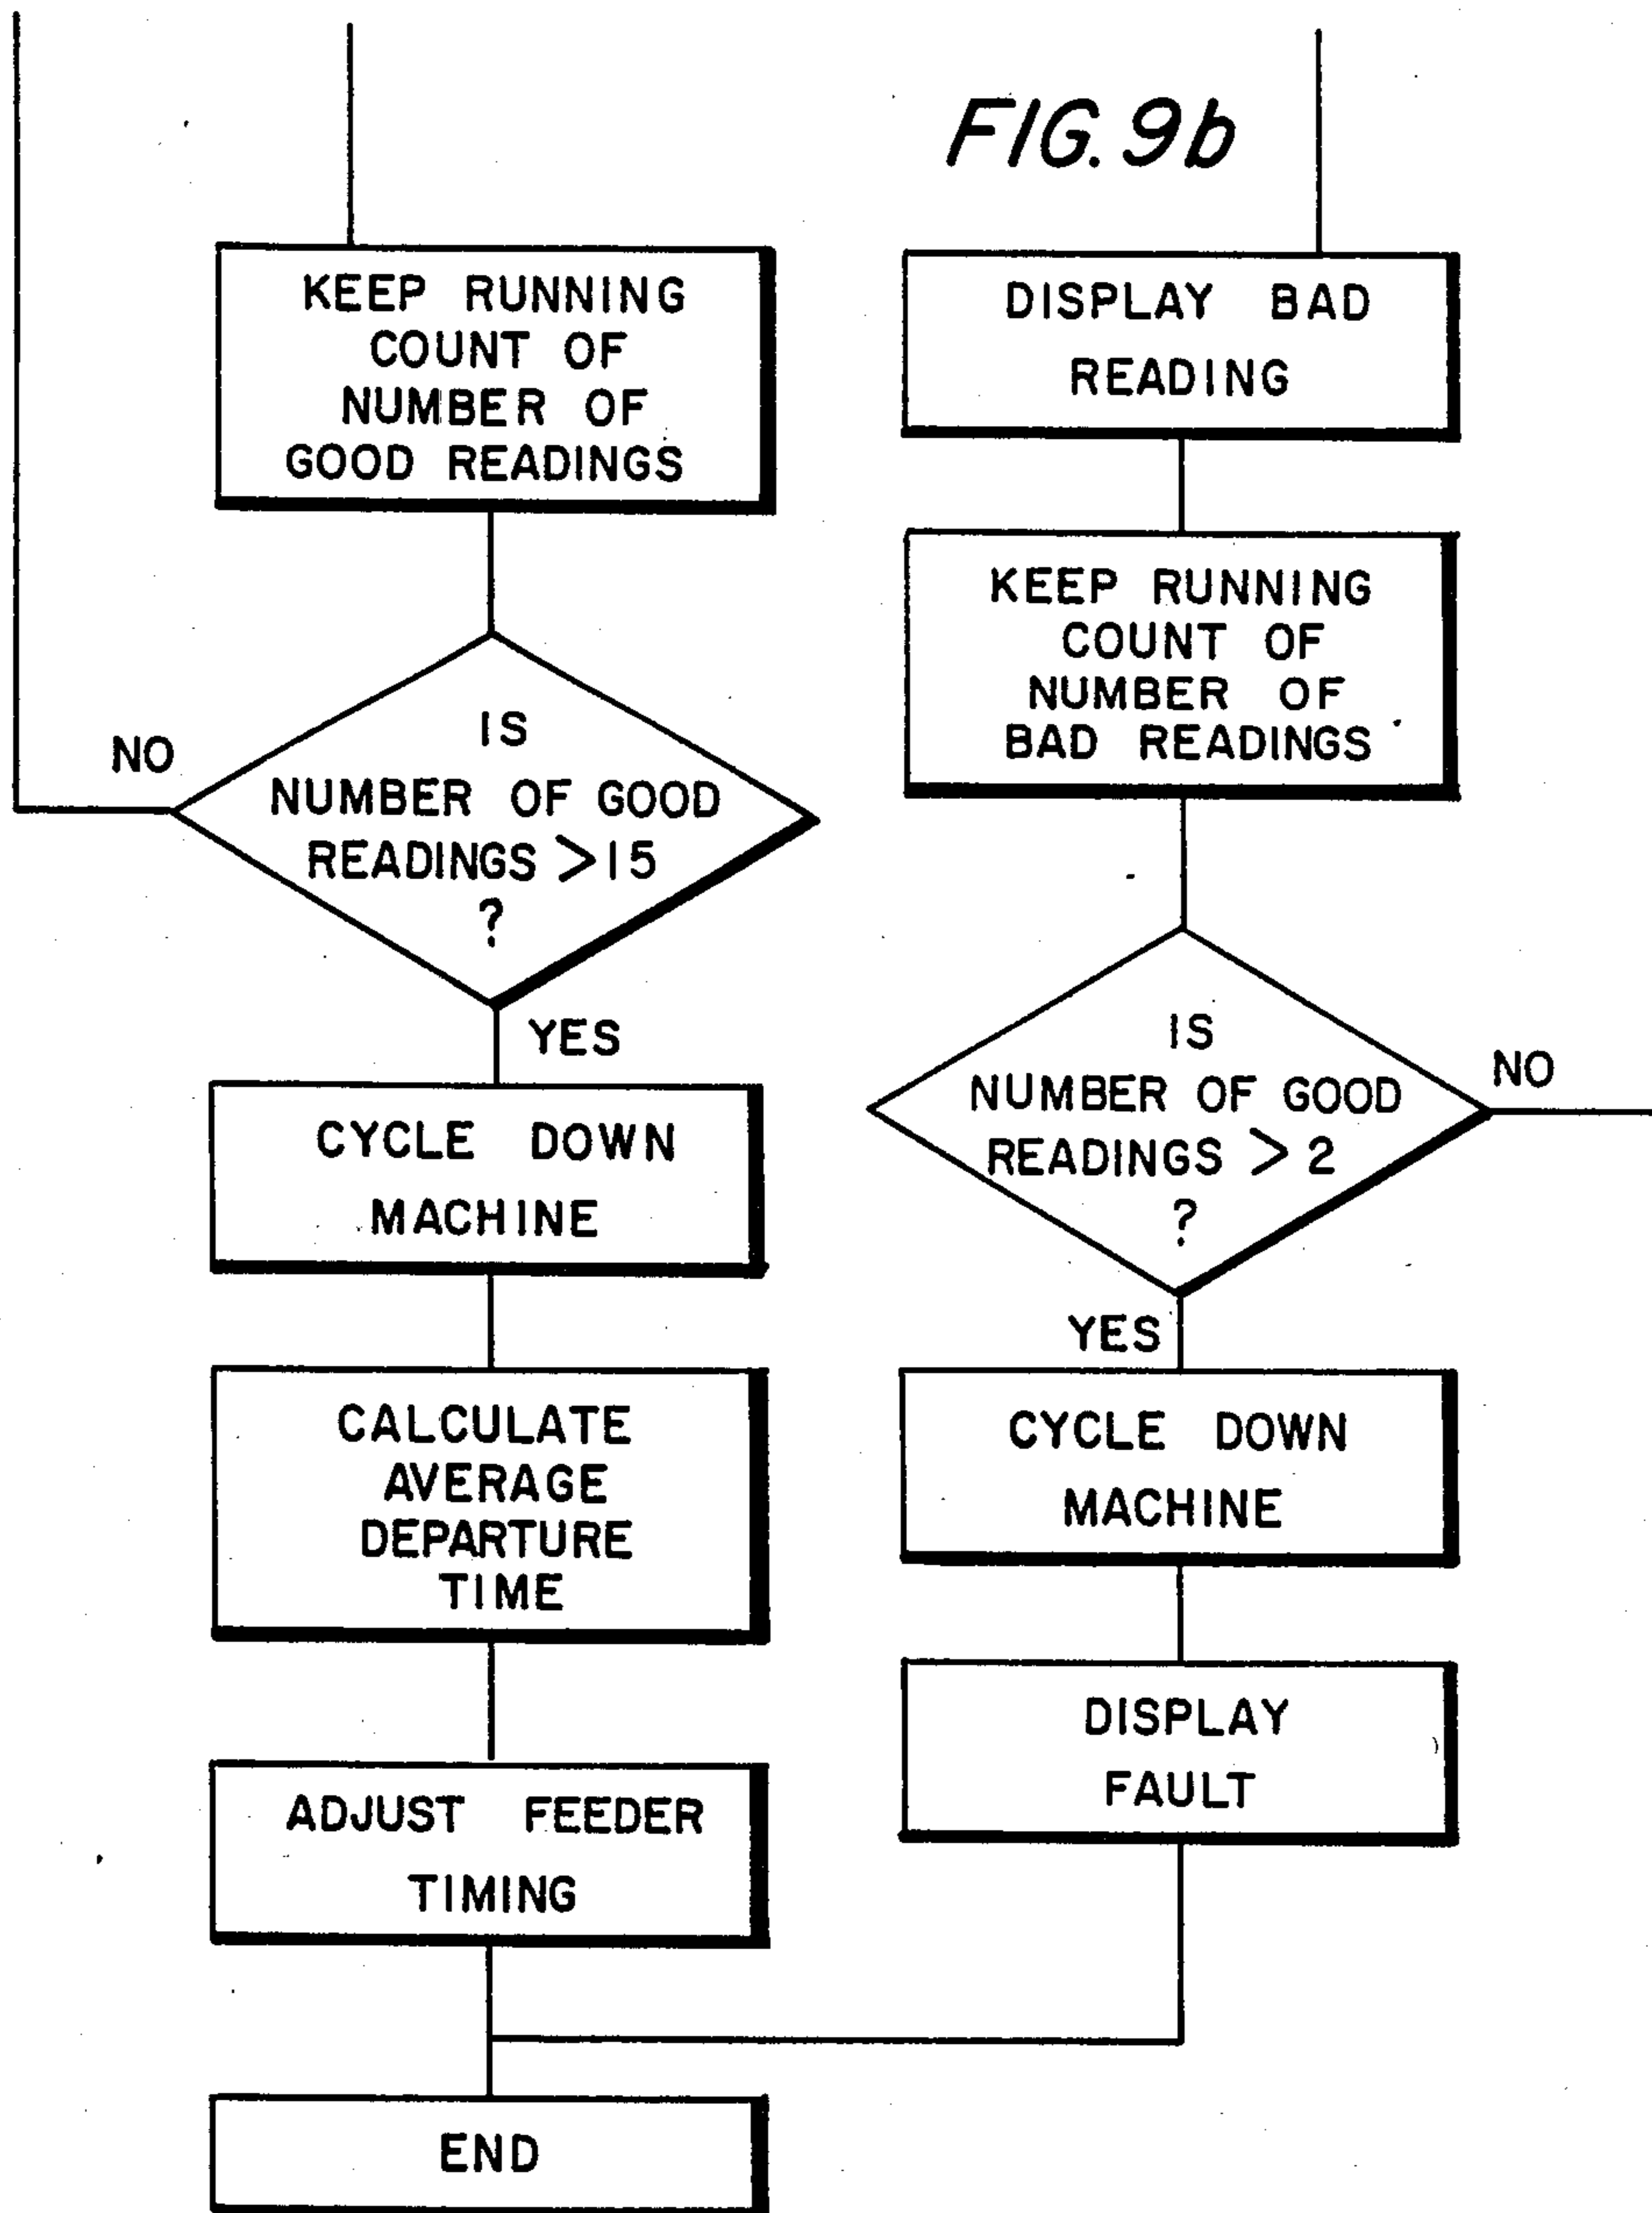 FIG. 9b
KEEP RUNNING
COUNT OF
NUMBER OF
GOOD READINGS
IS
NUMBER OF GOOD
READINGS >15
?
NO
YES
CYCLE DOWN
MACHINE
CALCULATE
AVERAGE
DEPARTURE
TIME
ADJUST FEEDER
TIMING
END
DISPLAY BAD
READING
KEEP RUNNING
COUNT OF
NUMBER OF
BAD READINGS
IS
NUMBER OF GOOD
READINGS > 2
?
NO
YES
CYCLE DOWN
MACHINE
DISPLAY
FAULT